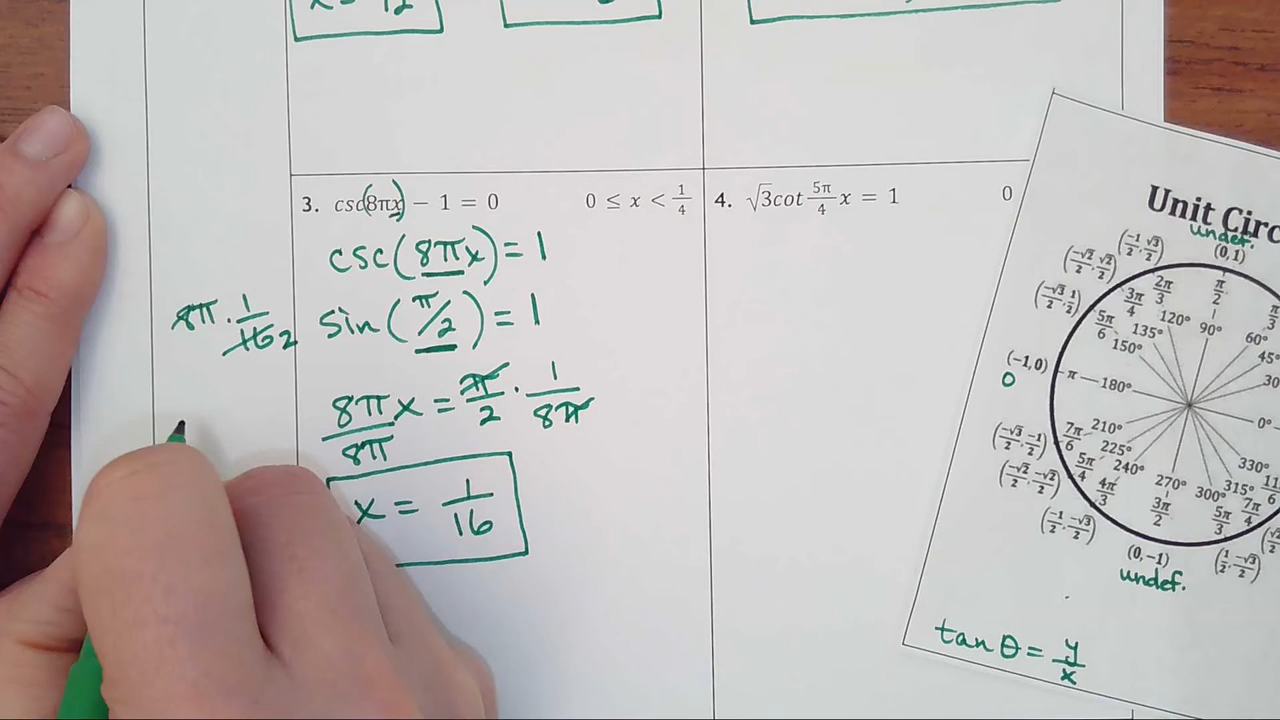 3. csc(8πx) − 1 = 0 0 ≤ x < 1/4
csc(8πx) = 1
sin(π/2) = 1
8π · 1/16 2
8πx/8π = π/2 · 1/8π
x = 1/16
4. √3cot 5π/4 x = 1 0
Unit Circ
undef.
(0,1)
(-1/2, √3/2)
(-√2/2, √2/2)
(-√3/2, 1/2)
π/2
2π/3
3π/4
5π/6
π/3
120° 90° 60°
135° 45°
150° 30
(-1,0)
0
π 180° 0°
210° 330°
225° 315°
240° 270° 300°
7π/6
5π/4
4π/3
3π/2
5π/3
7π/4
11
6
(-√3/2, -1/2)
(-√2/2, -√2/2)
(-1/2, -√3/2)
(0,−1)
(1/2, -√3/2)
undef.
tan θ = y/x